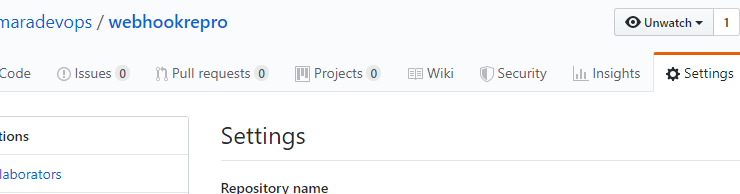 maradevops / webhookrepro
Unwatch 1
Code Issues 0 Pull requests 0 Projects 0 Wiki Security Insights Settings
tions
Settings
laborators
Repository name